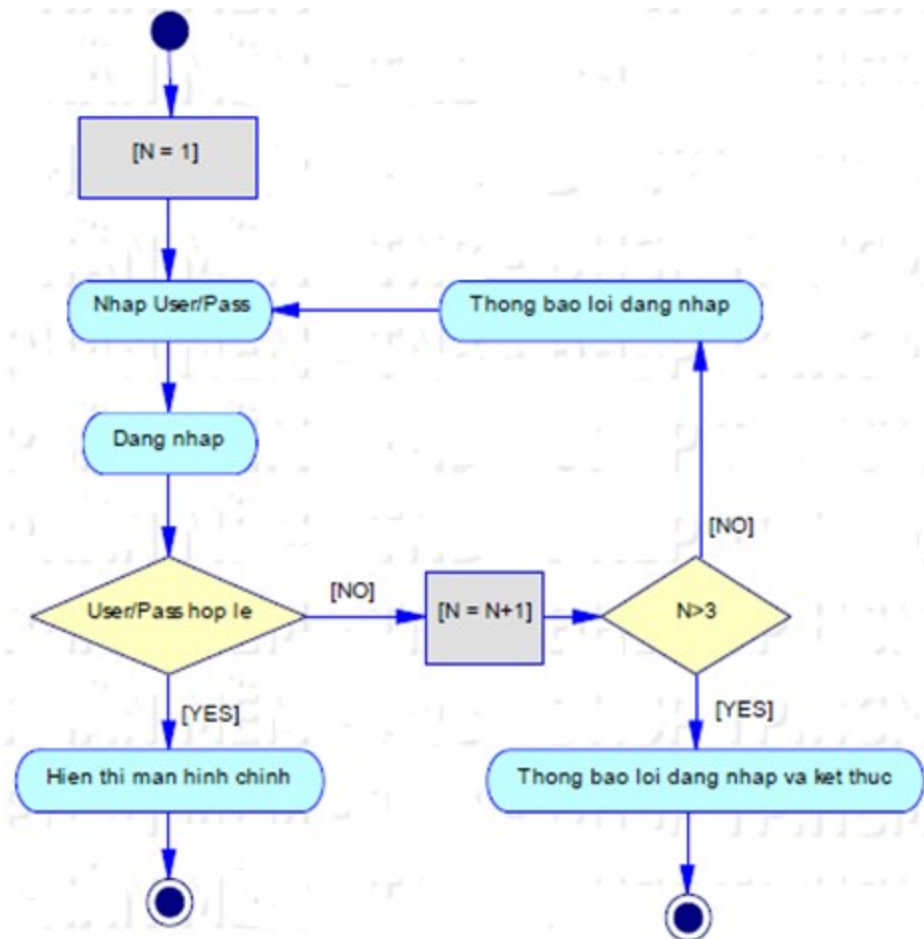 [N = 1]
Nhap User/Pass
Thong bao loi dang nhap
Dang nhap
[NO]
User/Pass hop le
[NO]
[N = N+1]
N>3
[YES]
[YES]
Hien thi man hinh chinh
Thong bao loi dang nhap va ket thuc